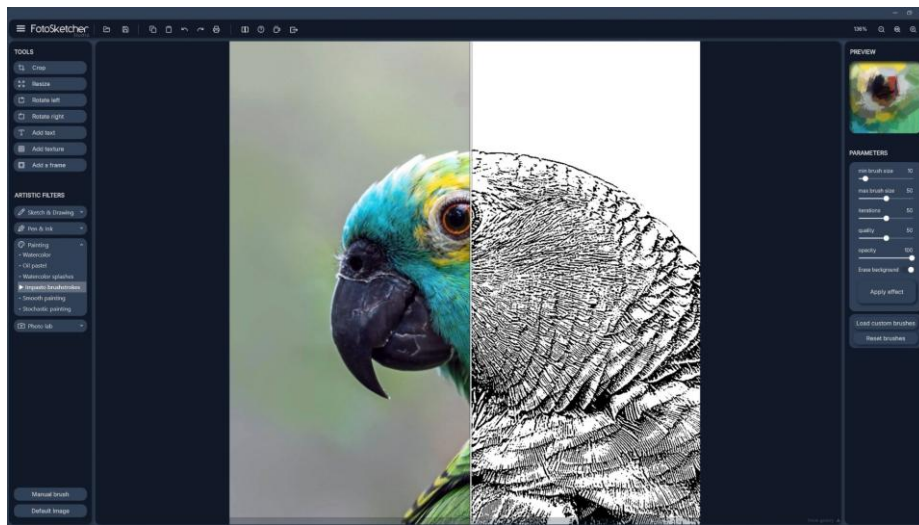 FotoSketcher
136%
TOOLS
Crop
Resize
Rotate left
Rotate right
Add text
Add texture
Add a frame
ARTISTIC FILTERS
Sketch & Drawing
Pen & Ink
Painting
- Watercolor
- Oil pastel
- Watercolor splashes
Impasto brushstrokes
- Smooth painting
- Stochastic painting
Photo lab
Manual brush
Default image
PREVIEW
PARAMETERS
min brush size 10
max brush size 50
iterations 50
quality 50
opacity 100
Erase background
Apply effect
Load custom brushes
Reset brushes